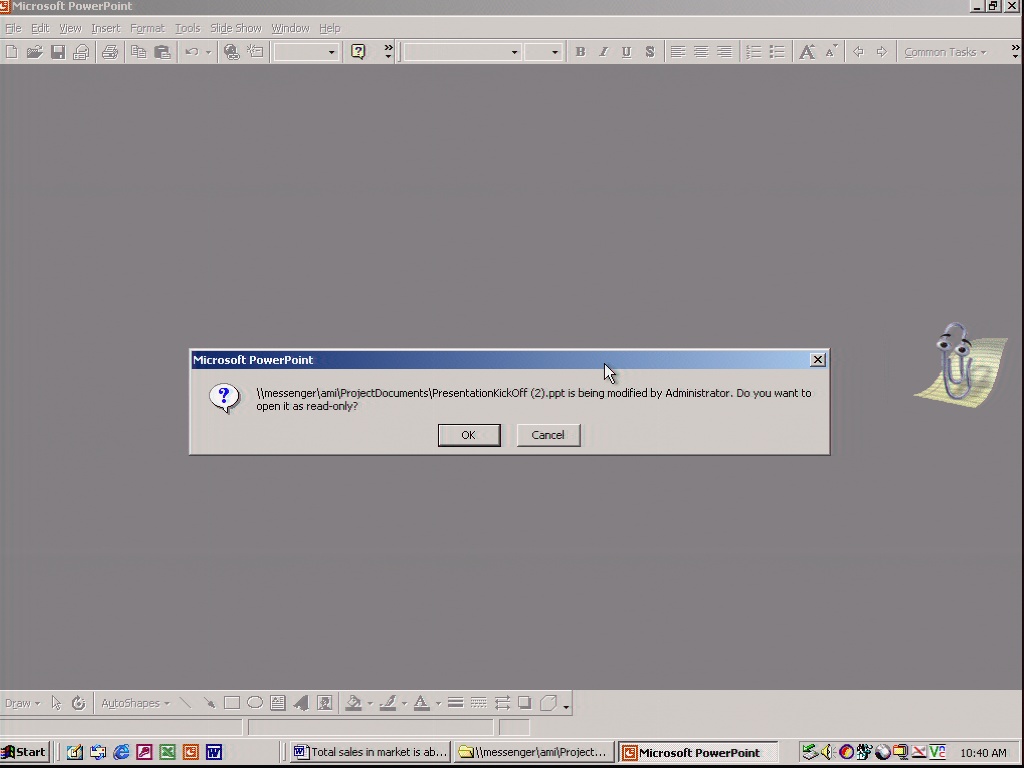 Microsoft PowerPoint
File Edit View Insert Format Tools Slide Show Window Help
B I U S A A Common Tasks
Microsoft PowerPoint
\\messenger\ami\ProjectDocuments\PresentationKickOff (2).ppt is being modified by Administrator. Do you want to
open it as read-only?
OK Cancel
Draw AutoShapes A
Start Total sales in market is ab... \\messenger\ami\Project... Microsoft PowerPoint 10:40 AM